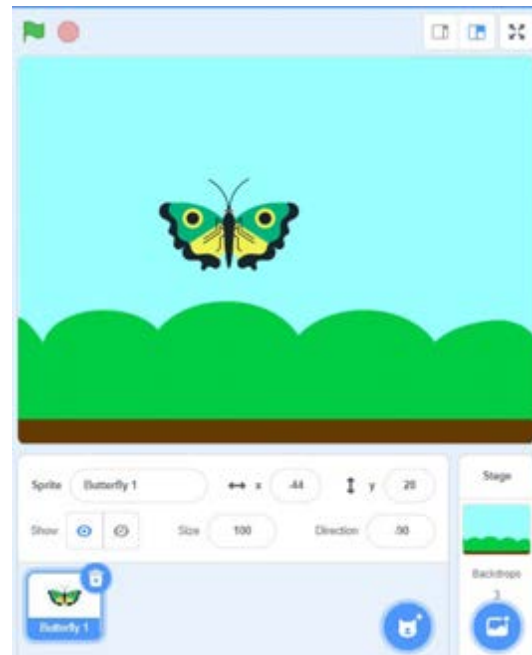 Sprite Butterfly 1 x -44 y 20
Stage
Show Size 100 Direction -90
Backdrops
3
Butterfly 1